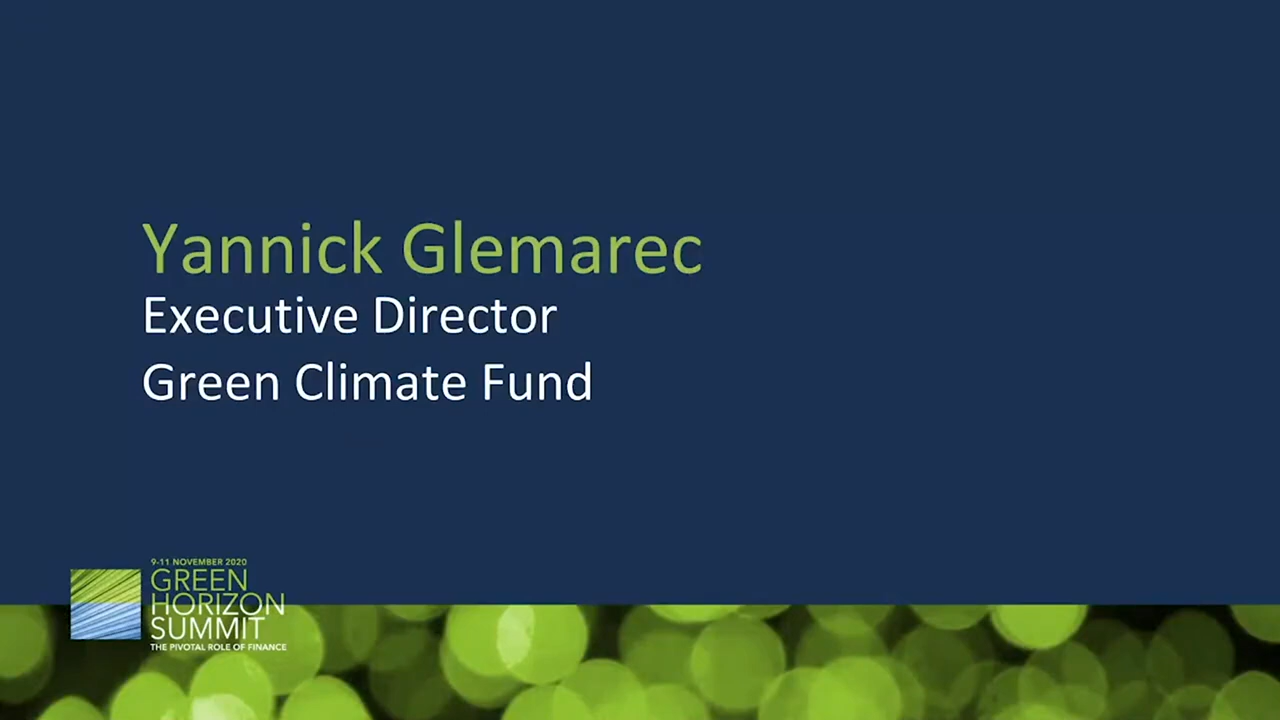 Yannick Glemarec
Executive Director
Green Climate Fund
9-11 NOVEMBER 2020
GREEN
HORIZON
SUMMIT
THE PIVOTAL ROLE OF FINANCE